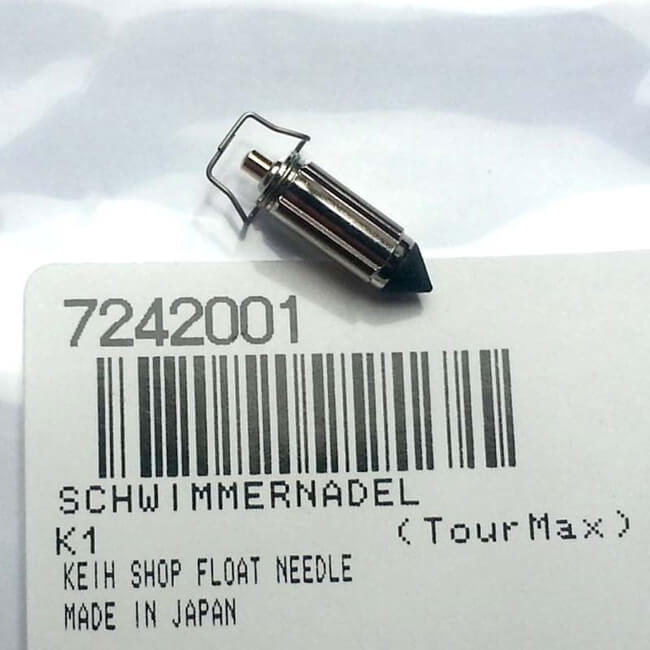 7242001
SCHWIMMERNADEL
K1 (TourMax)
KEIH SHOP FLOAT NEEDLE
MADE IN JAPAN